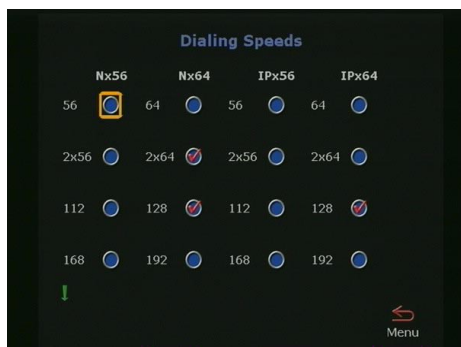 Dialing Speeds
Nx56 Nx64 IPx56 IPx64
56 64 56 64
2x56 2x64 2x56 2x64
112 128 112 128
168 192 168 192
Menu